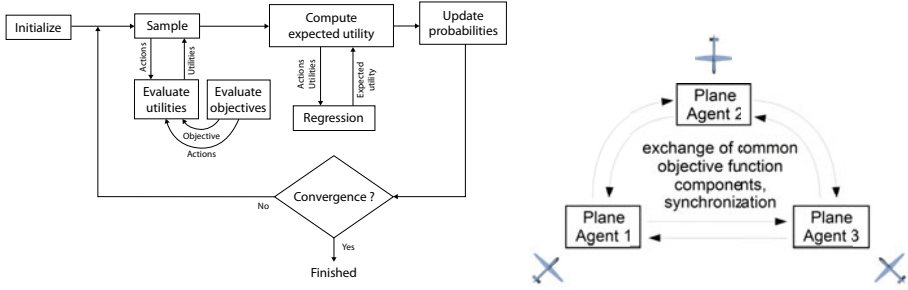 Initialize
Sample
Compute
expected utility
Update
probabilities
Actions
Utilities
Evaluate
utilities
Evaluate
objectives
Objective
Actions
Actions
Utilities
Expected
utility
Regression
Convergence ?
No
Yes
Finished
Plane
Agent 2
exchange of common
objective function
components,
synchronization
Plane
Agent 1
Plane
Agent 3